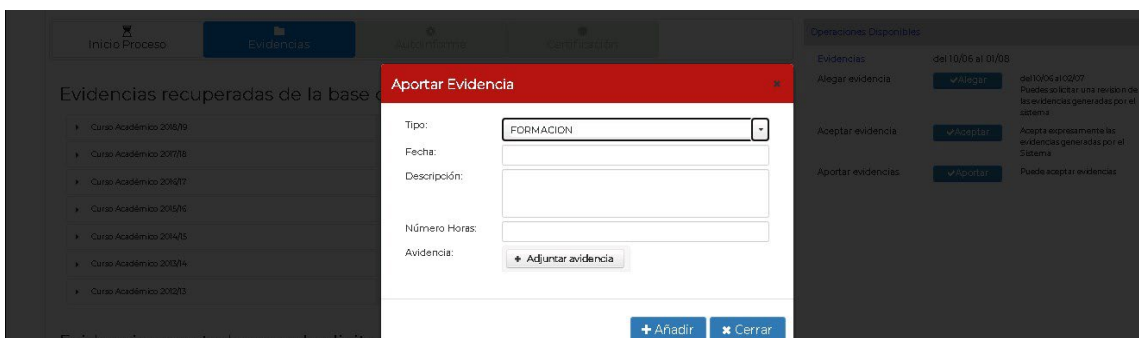 Inicio Proceso
Evidencias
Autoinforme
Certificación
Evidencias recuperadas de la base
Curso Académico 2018/19
Curso Académico 2017/18
Curso Académico 2016/17
Curso Académico 2015/16
Curso Académico 2014/15
Curso Académico 2013/14
Curso Académico 2012/13
Aportar Evidencia
Tipo:
FORMACION
Fecha:
Descripción:
Número Horas:
Avidencia:
+ Adjuntar avidencia
+ Añadir
× Cerrar
Operaciones Disponibles
Evidencias del 10/06 al 01/08
Alegar evidencia
Alegar
del 10/06 al 02/07
Puedes solicitar una revisión de
las evidencias generadas por el
sistema
Aceptar evidencia
Aceptar
Acepta expresamente las
evidencias generadas por el
Sistema
Aportar evidencias
Aportar
Puede aceptar evidencias